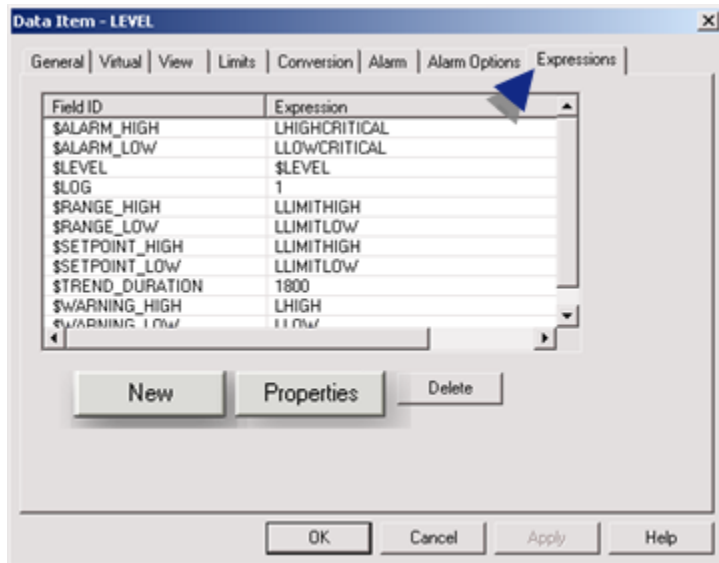 Data Item - LEVEL
General Virtual View Limits Conversion Alarm Alarm Options Expressions
Field ID Expression
$ALARM_HIGH LHIGHCRITICAL
$ALARM_LOW LLOWCRITICAL
$LEVEL $LEVEL
$LOG 1
$RANGE_HIGH LLIMITHIGH
$RANGE_LOW LLIMITLOW
$SETPOINT_HIGH LLIMITHIGH
$SETPOINT_LOW LLIMITLOW
$TREND_DURATION 1800
$WARNING_HIGH LHIGH
$WARNING_LOW LLOW
New Properties Delete
OK Cancel Apply Help